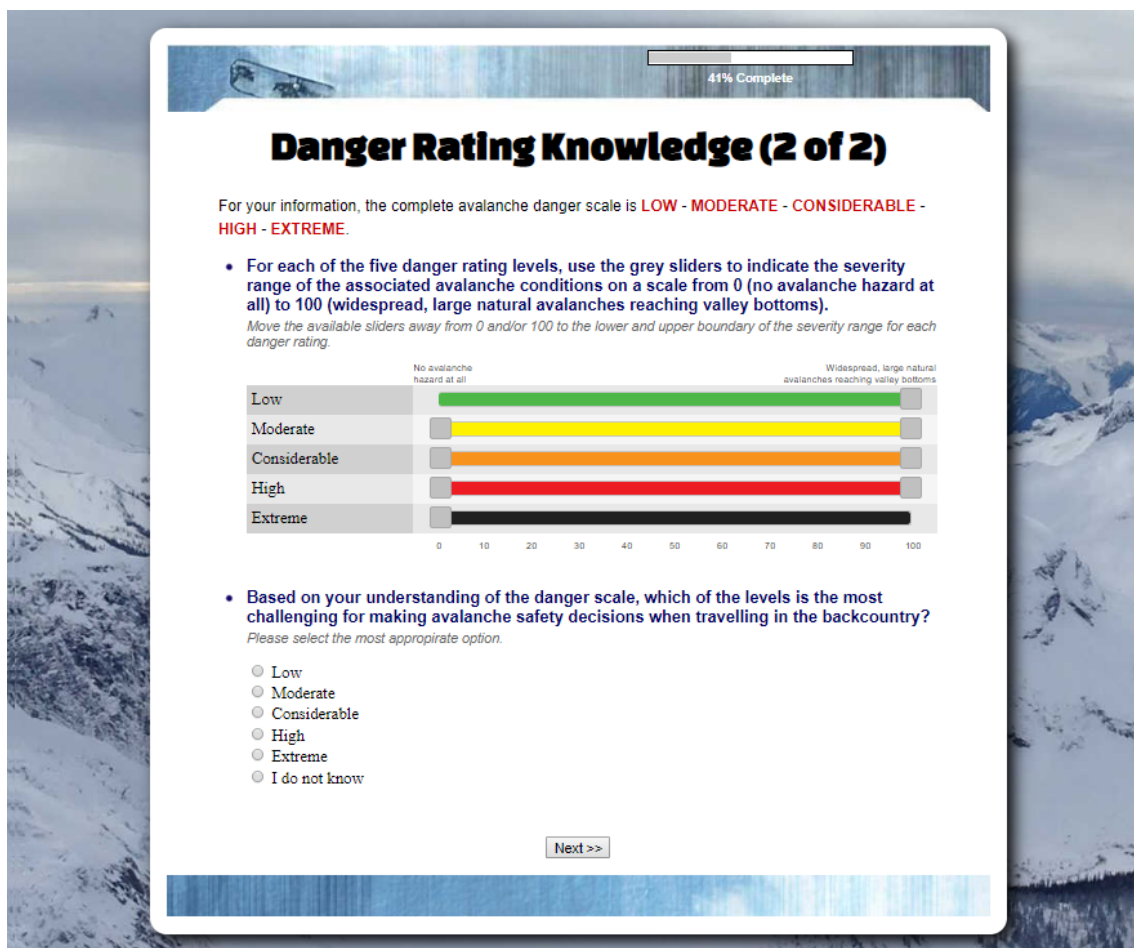 41% Complete
Danger Rating Knowledge (2 of 2)
For your information, the complete avalanche danger scale is LOW - MODERATE - CONSIDERABLE -
HIGH - EXTREME.
• For each of the five danger rating levels, use the grey sliders to indicate the severity
range of the associated avalanche conditions on a scale from 0 (no avalanche hazard at
all) to 100 (widespread, large natural avalanches reaching valley bottoms).
Move the available sliders away from 0 and/or 100 to the lower and upper boundary of the severity range for each
danger rating.
No avalanche
hazard at all
Widespread, large natural
avalanches reaching valley bottoms
Low
Moderate
Considerable
High
Extreme
0 10 20 30 40 50 60 70 80 90 100
• Based on your understanding of the danger scale, which of the levels is the most
challenging for making avalanche safety decisions when travelling in the backcountry?
Please select the most appropirate option.
Low
Moderate
Considerable
High
Extreme
I do not know
Next >>